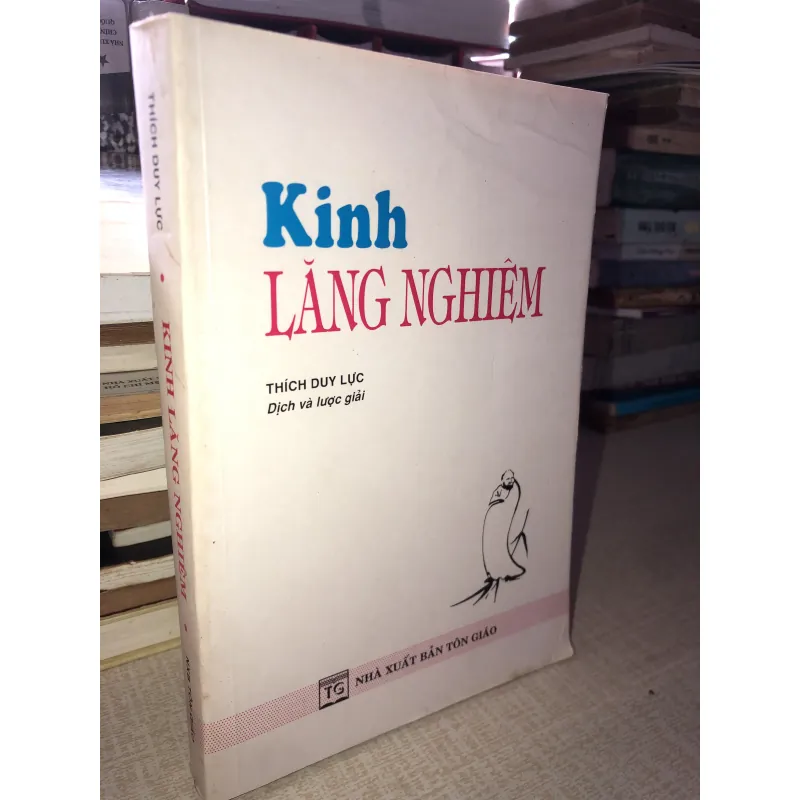 Kinh
LĂNG NGHIÊM
THÍCH DUY LỰC
Dịch và lược giải
TG
NHÀ XUẤT BẢN TÔN GIÁO
THÍCH DUY LỰC • KINH LĂNG NGHIÊM •